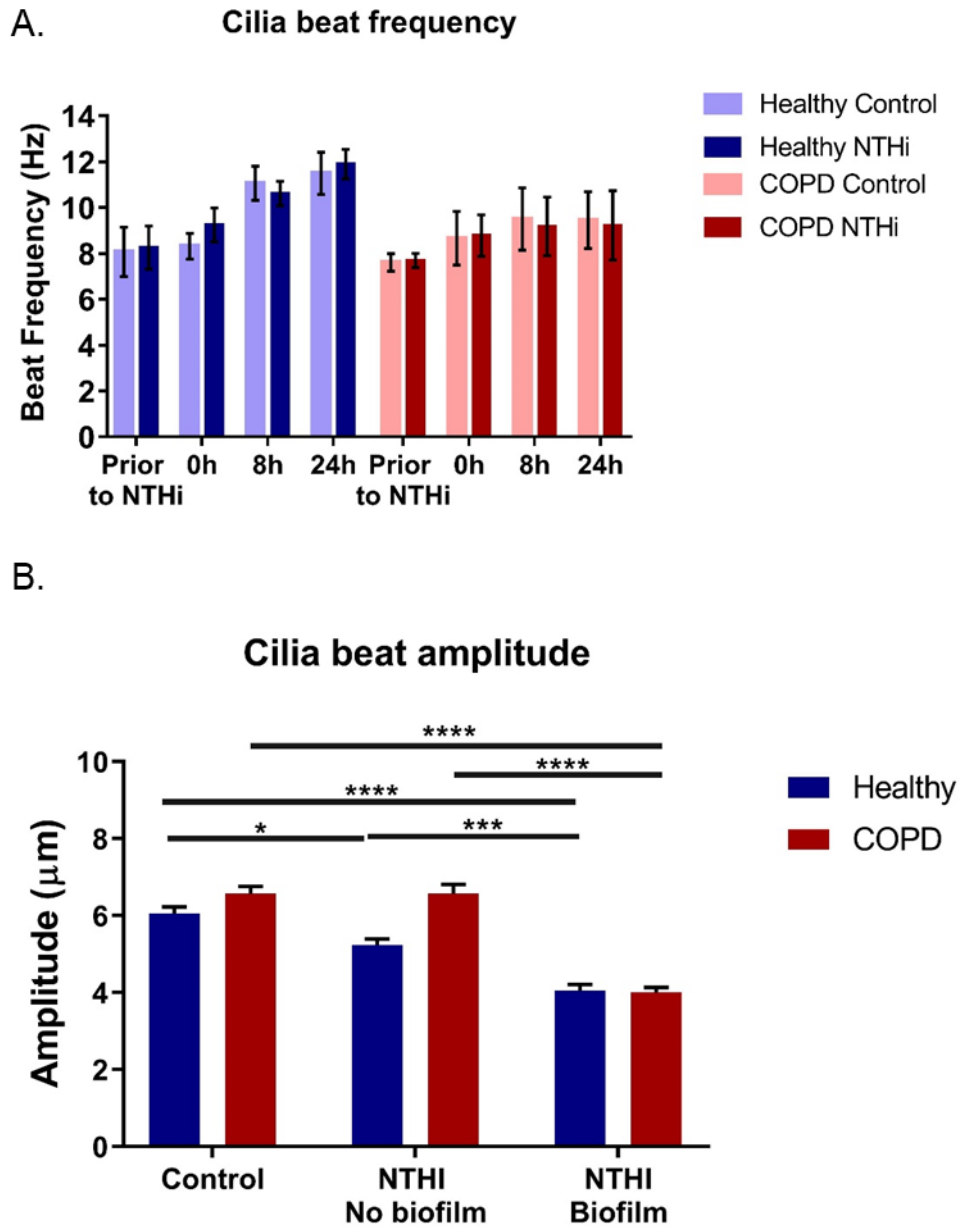 A.
Cilia beat frequency
Beat Frequency (Hz)
14
12
10
8
6
4
2
0
Prior to NTHi
0h
8h
24h
Prior to NTHi
0h
8h
24h
Healthy Control
Healthy NTHi
COPD Control
COPD NTHi
B.
Cilia beat amplitude
Amplitude (μm)
10
8
6
4
2
0
****
****
****
*
***
Control
NTHI
No biofilm
NTHI
Biofilm
Healthy
COPD